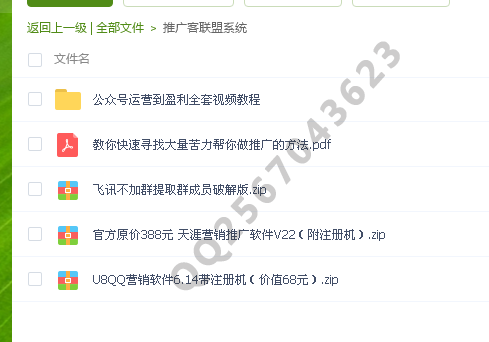 返回上一级 | 全部文件 > 推广客联盟系统
文件名
公众号运营到盈利全套视频教程
教你快速寻找大量苦力帮你做推广的方法.pdf
飞讯不加群提取群成员破解版.zip
官方原价388元 天涯营销推广软件V22（附注册机）.zip
U8QQ营销软件6.14带注册机（价值68元）.zip
QQ2567043623